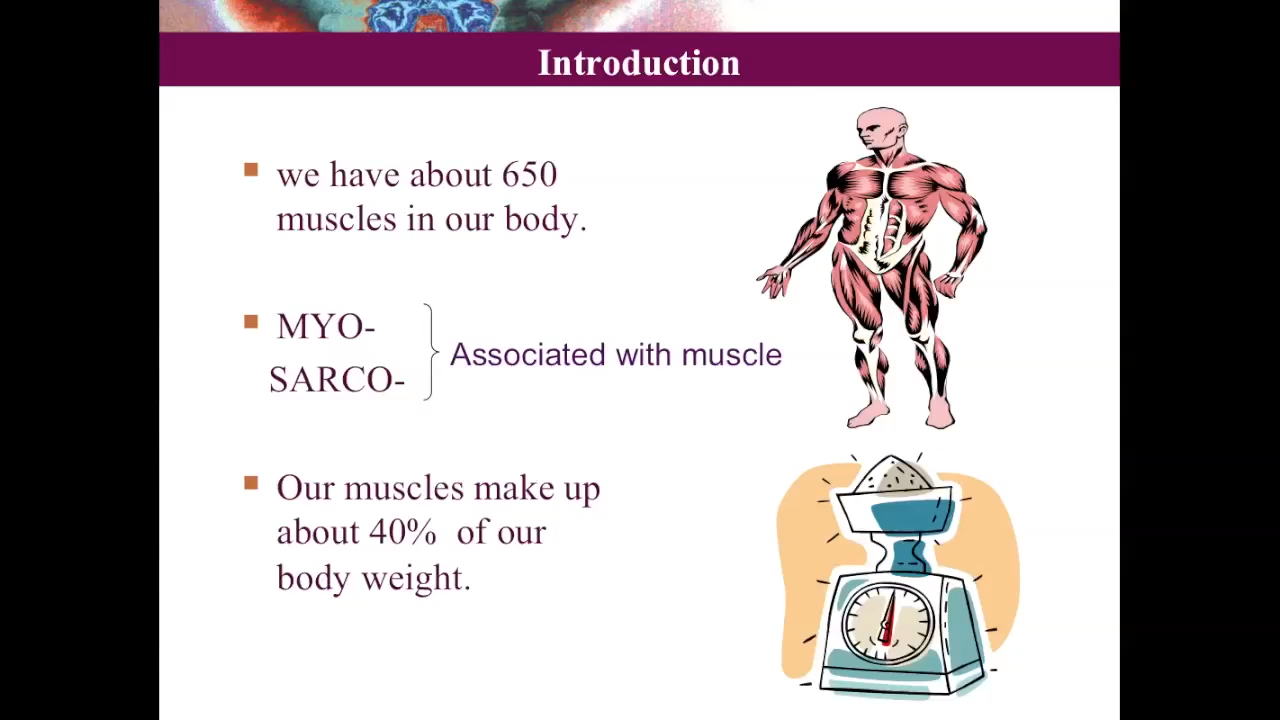 Introduction
we have about 650
muscles in our body.
MYO-
SARCO-
Associated with muscle
Our muscles make up
about 40%  of our
body weight.